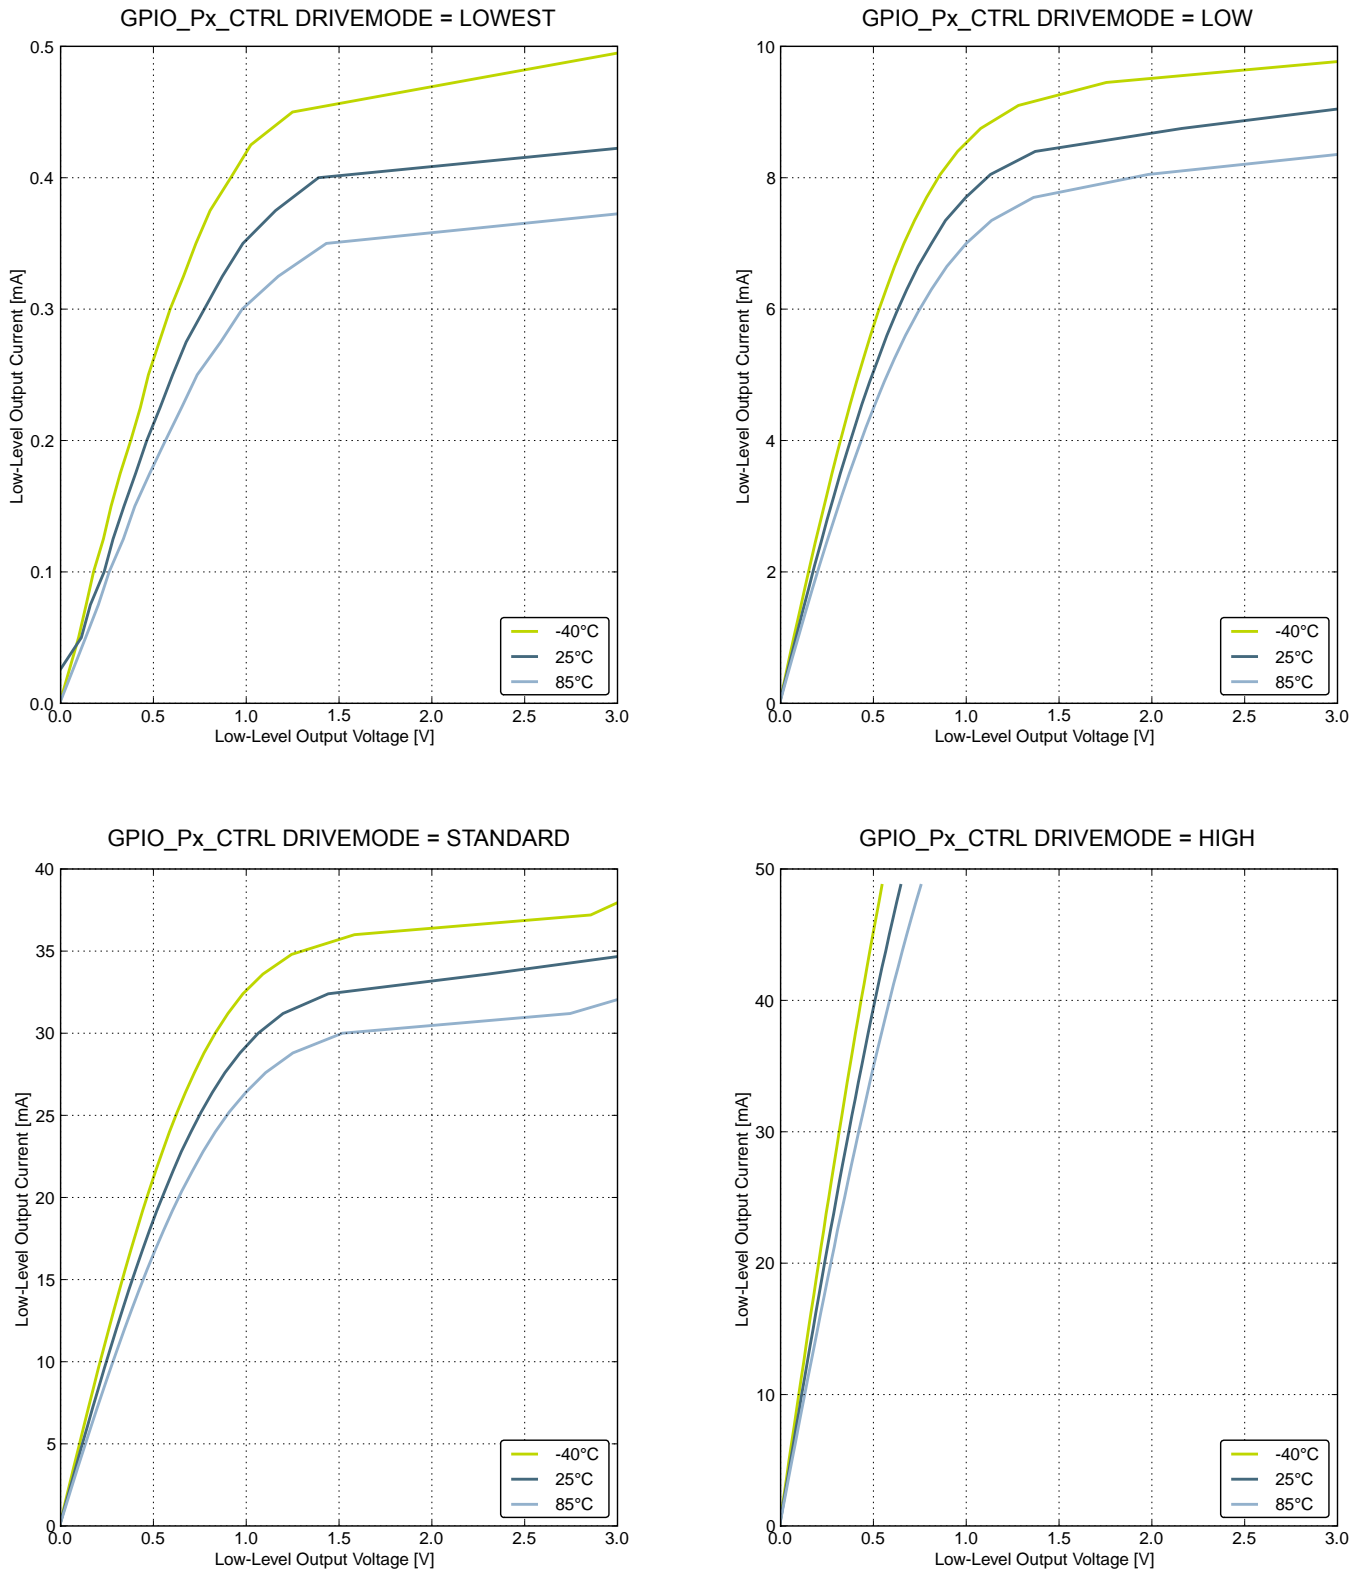 GPIO_Px_CTRL DRIVEMODE = LOWEST
0.5
0.4
0.3
0.2
0.1
0.0
Low-Level Output Current [mA]
-40°C
25°C
85°C
0.0 0.5 1.0 1.5 2.0 2.5 3.0
Low-Level Output Voltage [V]
GPIO_Px_CTRL DRIVEMODE = LOW
10
8
6
4
2
0
Low-Level Output Current [mA]
-40°C
25°C
85°C
0.0 0.5 1.0 1.5 2.0 2.5 3.0
Low-Level Output Voltage [V]
GPIO_Px_CTRL DRIVEMODE = STANDARD
40
35
30
25
20
15
10
5
0
Low-Level Output Current [mA]
-40°C
25°C
85°C
0.0 0.5 1.0 1.5 2.0 2.5 3.0
Low-Level Output Voltage [V]
GPIO_Px_CTRL DRIVEMODE = HIGH
50
40
30
20
10
0
Low-Level Output Current [mA]
-40°C
25°C
85°C
0.0 0.5 1.0 1.5 2.0 2.5 3.0
Low-Level Output Voltage [V]